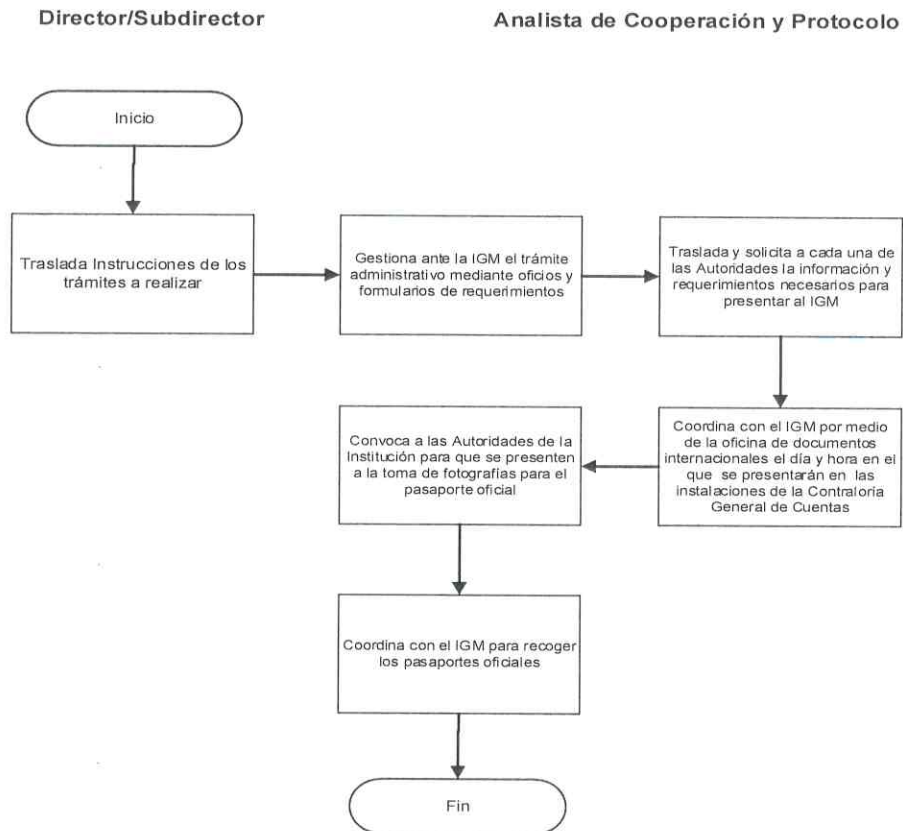 Director/Subdirector
Analista de Cooperación y Protocolo
Inicio
Traslada Instrucciones de los
trámites a realizar
Gestiona ante la IGM el trámite
administrativo mediante oficios y
formularios de requerimientos
Traslada y solicita a cada una de
las Autoridades la información y
requerimientos necesarios para
presentar al IGM
Coordina con el IGM por medio
de la oficina de documentos
internacionales el día y hora en el
que se presentarán en las
instalaciones de la Contraloría
General de Cuentas
Convoca a las Autoridades de la
Institución para que se presenten
a la toma de fotografías para el
pasaporte oficial
Coordina con el IGM para recoger
los pasaportes oficiales
Fin